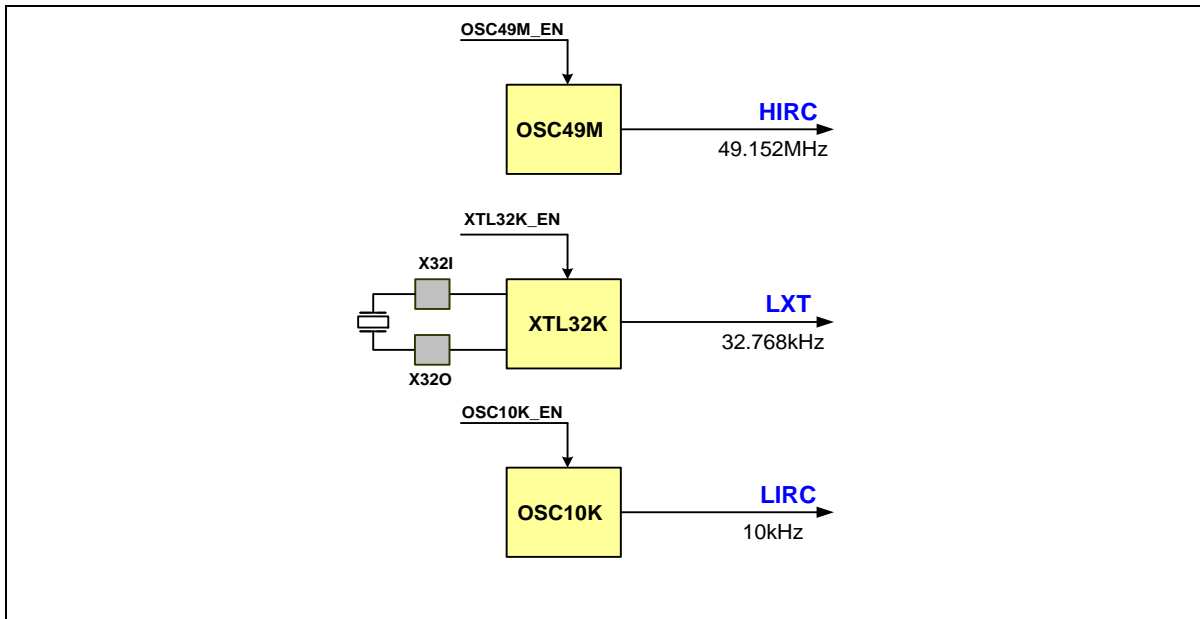 OSC49M_EN
OSC49M
HIRC
49.152MHz
XTL32K_EN
X32I
XTL32K
LXT
32.768kHz
X32O
OSC10K_EN
OSC10K
LIRC
10kHz